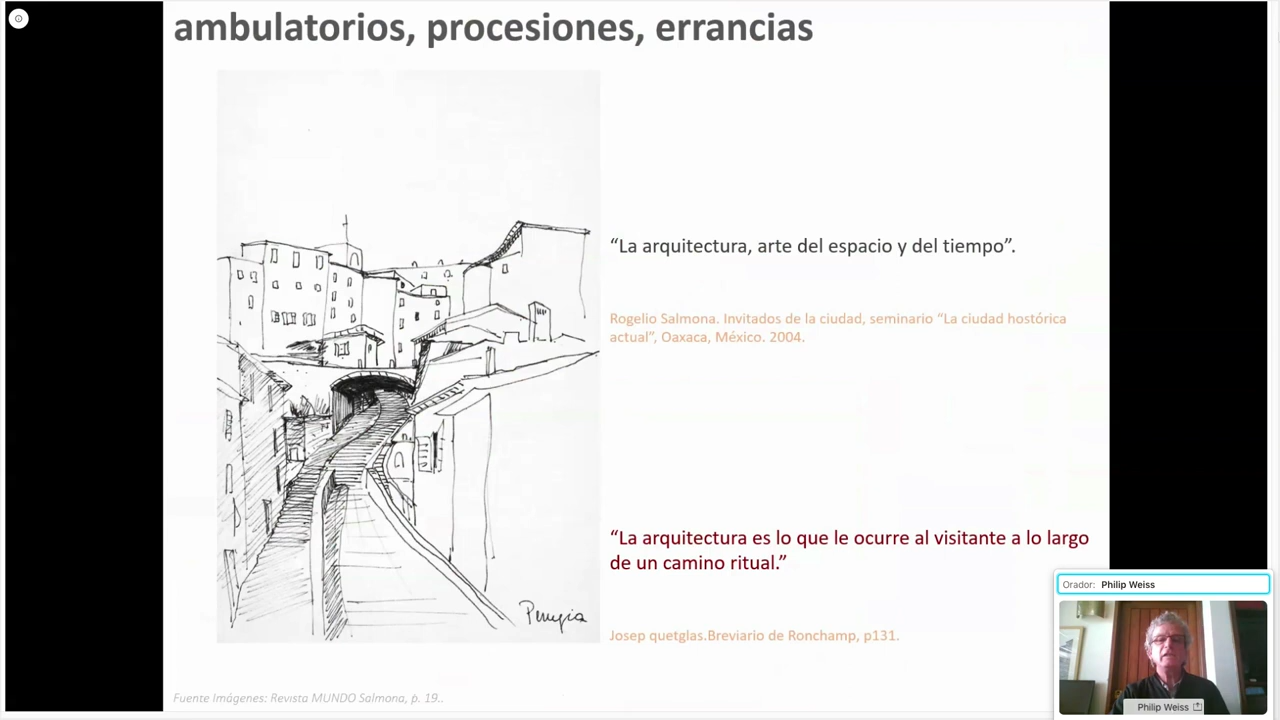 ambulatorios, procesiones, errancias
“La arquitectura, arte del espacio y del tiempo”.
Rogelio Salmona. Invitados de la ciudad, seminario “La ciudad hostórica
actual”, Oaxaca, México. 2004.
“La arquitectura es lo que le ocurre al visitante a lo largo
de un camino ritual.”
Josep quetglas.Breviario de Ronchamp, p131.
Perugia
Fuente Imágenes: Revista MUNDO Salmona, p. 19..
Orador: Philip Weiss
Philip Weiss